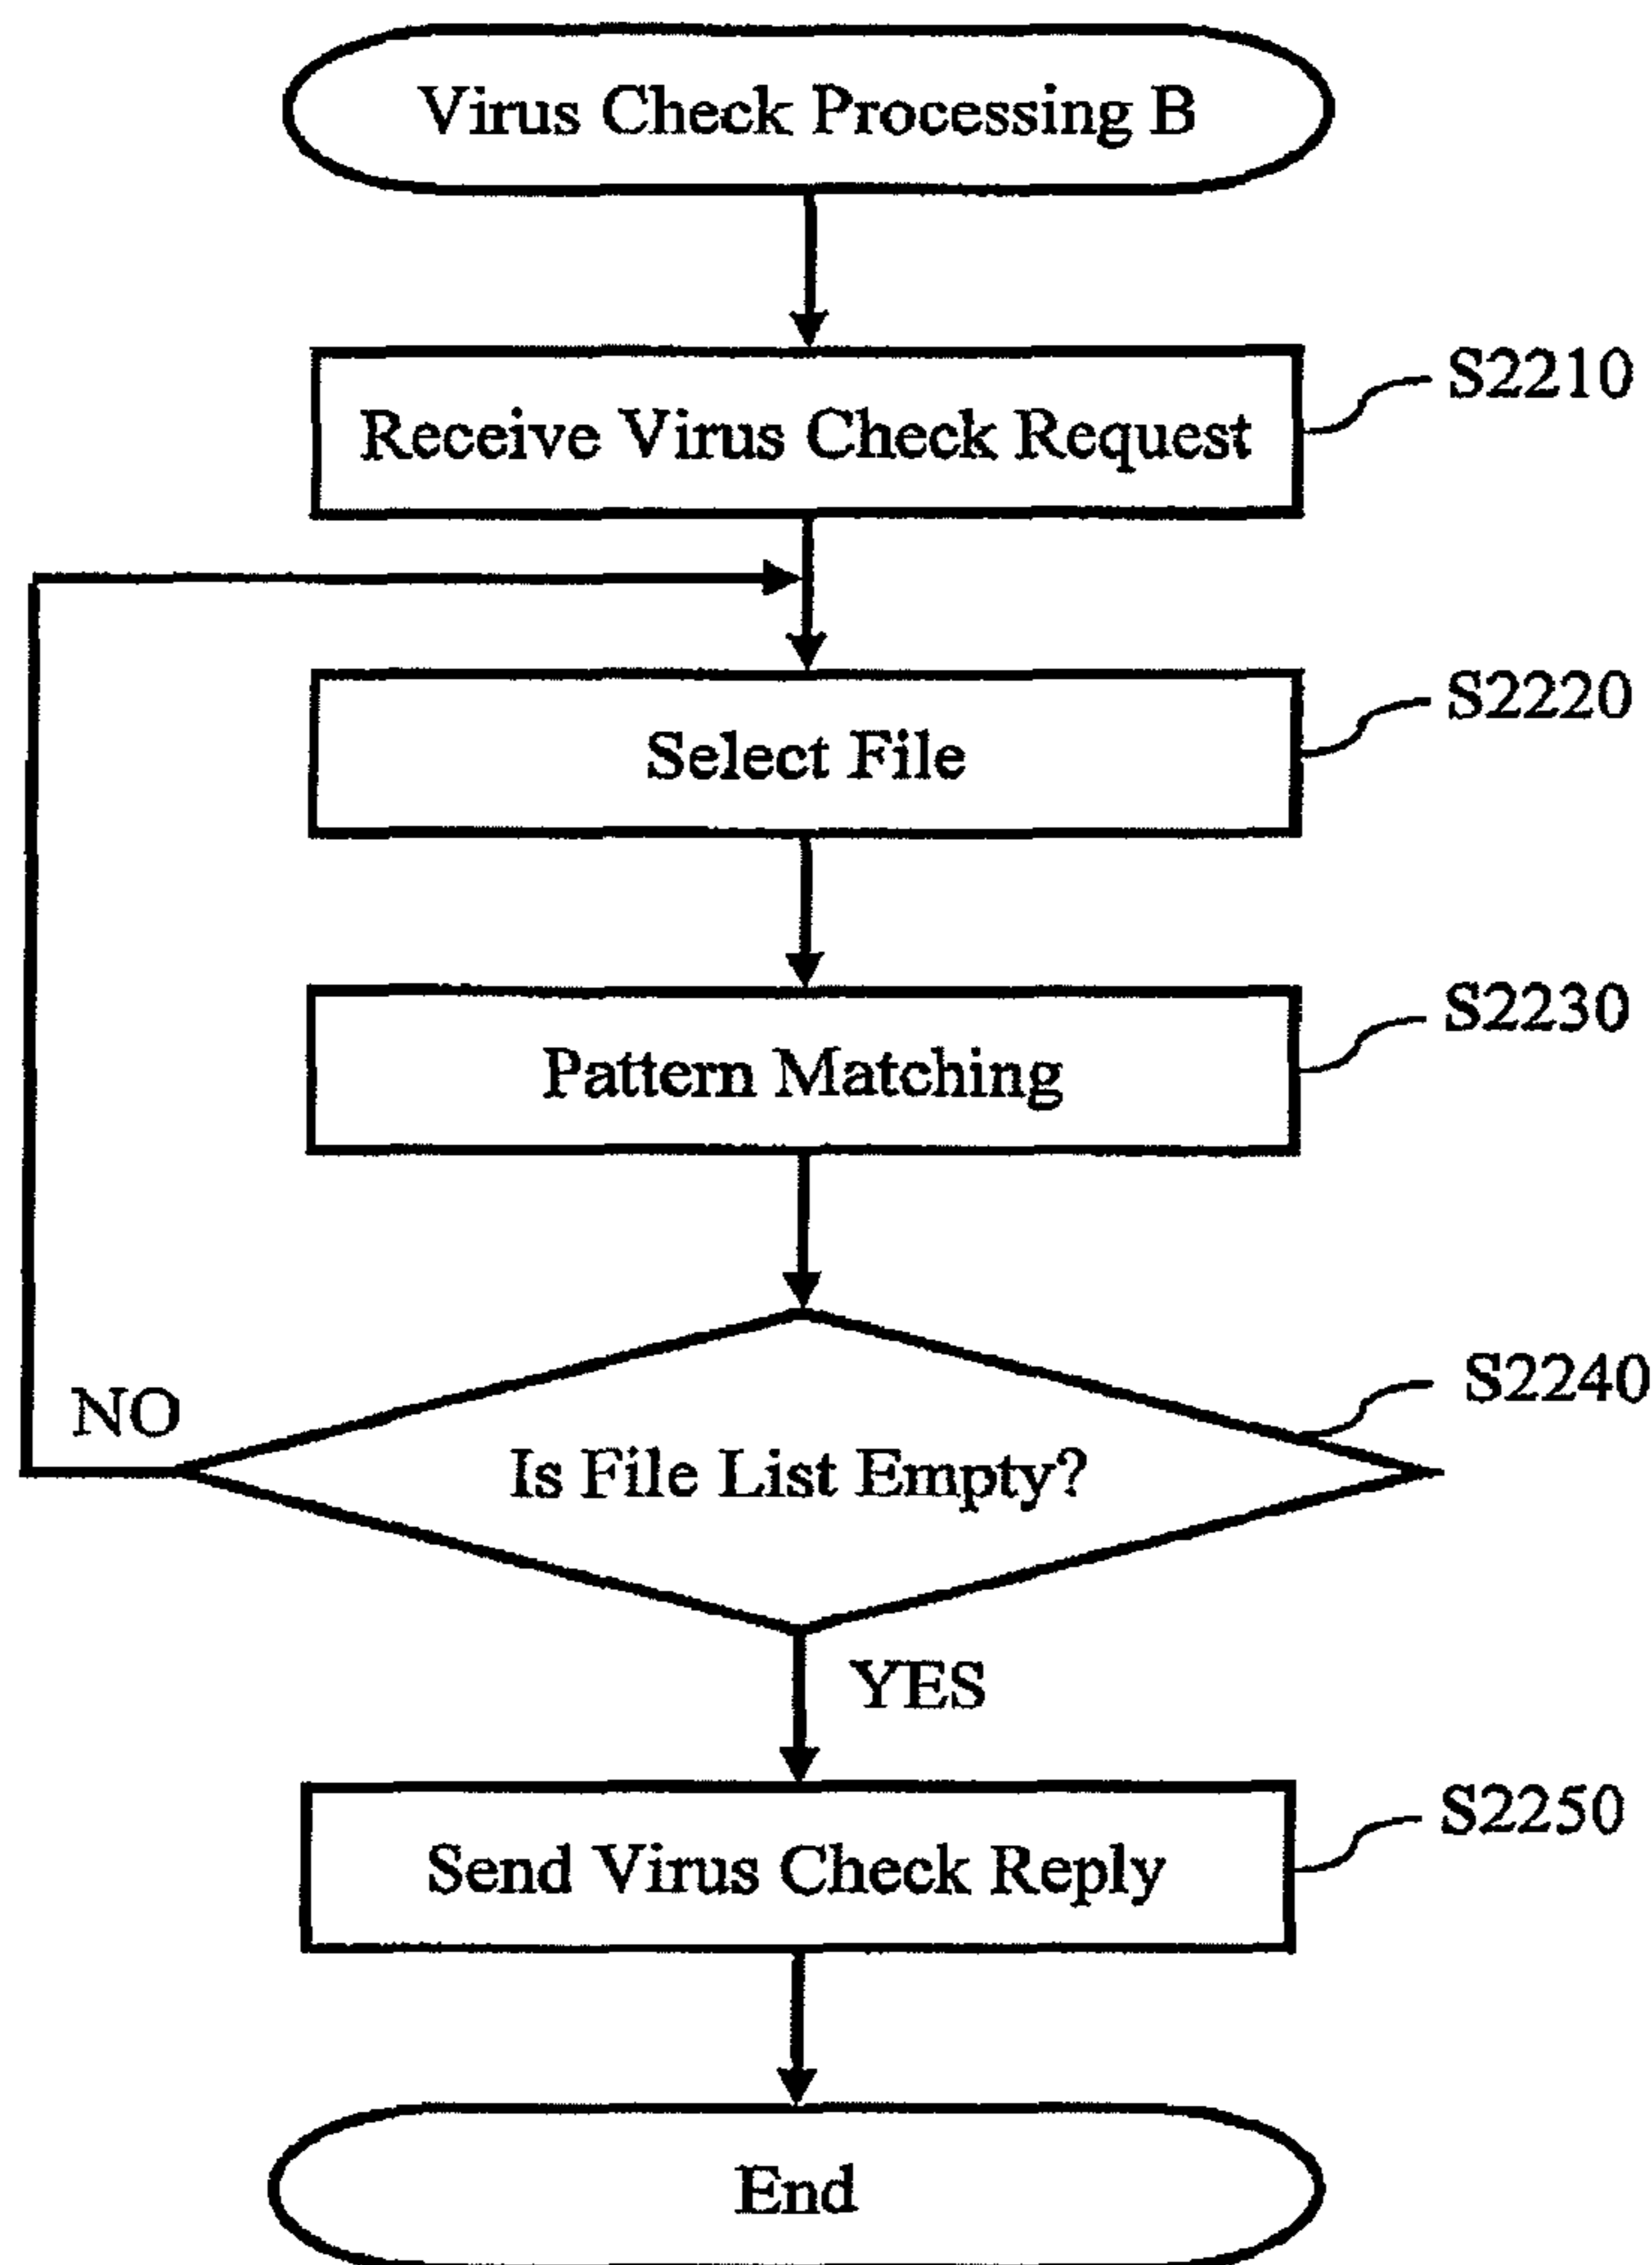 Virus Check Processing B
Receive Virus Check Request
S2210
Select File
S2220
Pattern Matching
S2230
Is File List Empty?
S2240
NO
YES
Send Virus Check Reply
S2250
End